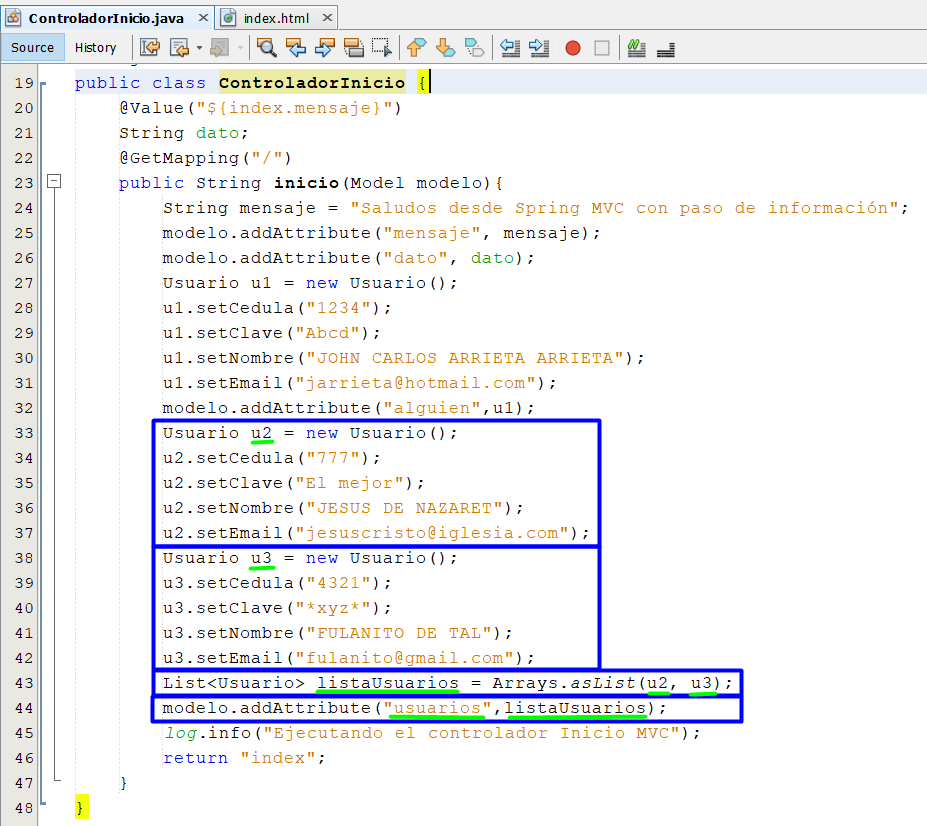 ControladorInicio.java × index.html ×
Source History
19 public class ControladorInicio {
20 @Value("${index.mensaje}")
21 String dato;
22 @GetMapping("/")
23 public String inicio(Model modelo){
24 String mensaje = "Saludos desde Spring MVC con paso de información";
25 modelo.addAttribute("mensaje", mensaje);
26 modelo.addAttribute("dato", dato);
27 Usuario u1 = new Usuario();
28 u1.setCedula("1234");
29 u1.setClave("Abcd");
30 u1.setNombre("JOHN CARLOS ARRIETA ARRIETA");
31 u1.setEmail("jarrieta@hotmail.com");
32 modelo.addAttribute("alguien",u1);
33 Usuario u2 = new Usuario();
34 u2.setCedula("777");
35 u2.setClave("El mejor");
36 u2.setNombre("JESUS DE NAZARET");
37 u2.setEmail("jesuscristo@iglesia.com");
38 Usuario u3 = new Usuario();
39 u3.setCedula("4321");
40 u3.setClave("*xyz*");
41 u3.setNombre("FULANITO DE TAL");
42 u3.setEmail("fulanito@gmail.com");
43 List<Usuario> listaUsuarios = Arrays.asList(u2, u3);
44 modelo.addAttribute("usuarios",listaUsuarios);
45 log.info("Ejecutando el controlador Inicio MVC");
46 return "index";
47 }
48 }